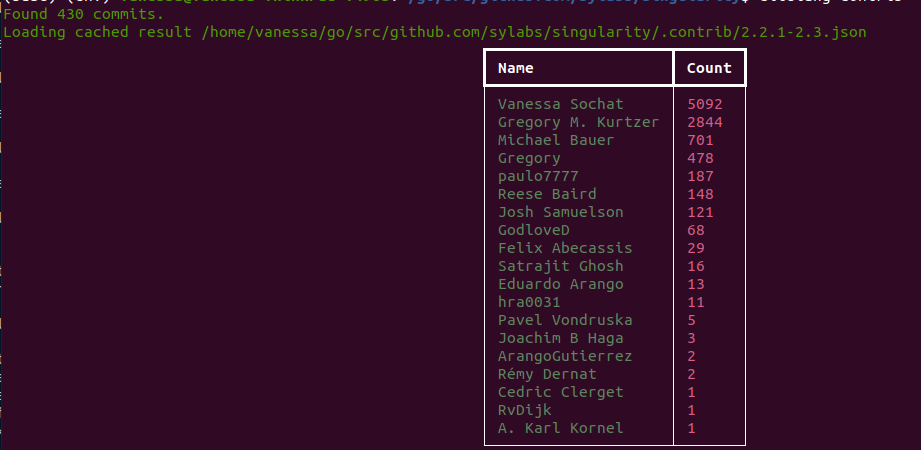 Found 430 commits.
Loading cached result /home/vanessa/go/src/github.com/sylabs/singularity/.contrib/2.2.1-2.3.json
Name Count
Vanessa Sochat 5092
Gregory M. Kurtzer 2844
Michael Bauer 701
Gregory 478
paulo7777 187
Reese Baird 148
Josh Samuelson 121
GodloveD 68
Felix Abecassis 29
Satrajit Ghosh 16
Eduardo Arango 13
hra0031 11
Pavel Vondruska 5
Joachim B Haga 3
ArangoGutierrez 2
Rémy Dernat 2
Cedric Clerget 1
RvDijk 1
A. Karl Kornel 1